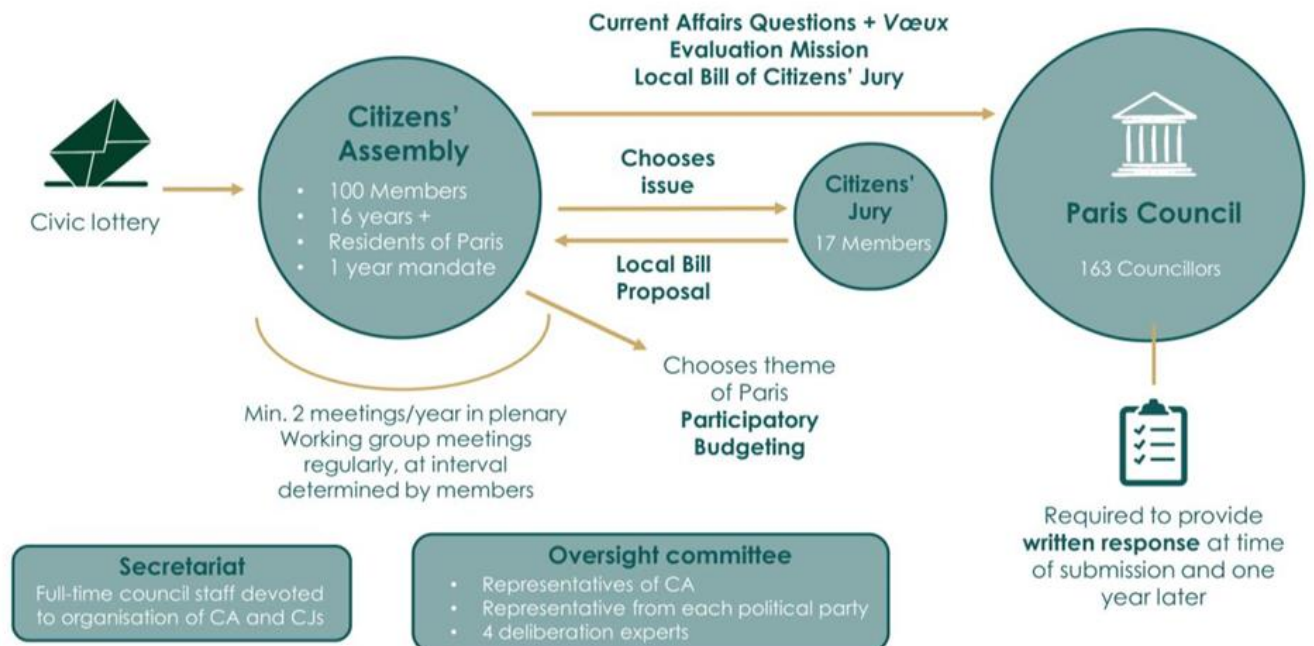 Current Affairs Questions + Vœux
Evaluation Mission
Local Bill of Citizens' Jury
Civic lottery
Citizens'
Assembly
• 100 Members
• 16 years +
• Residents of Paris
• 1 year mandate
Chooses
issue
Local Bill
Proposal
Citizens'
Jury
17 Members
Paris Council
163 Councillors
Min. 2 meetings/year in plenary
Working group meetings
regularly, at interval
determined by members
Chooses theme
of Paris
Participatory
Budgeting
Required to provide
written response at time
of submission and one
year later
Secretariat
Full-time council staff devoted
to organisation of CA and CJs
Oversight committee
• Representatives of CA
• Representative from each political party
• 4 deliberation experts